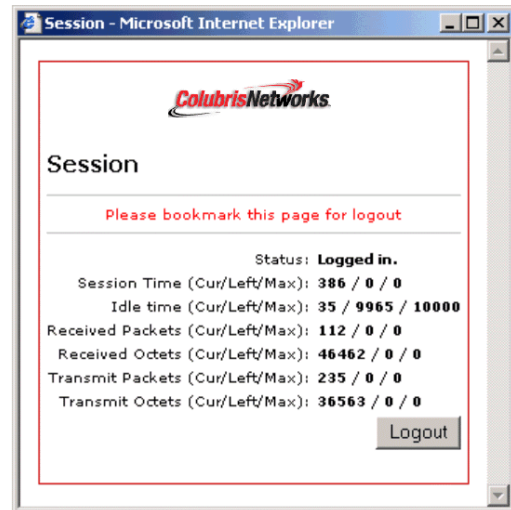 Session - Microsoft Internet Explorer
ColubrisNetworks.
Session
Please bookmark this page for logout
Status: Logged in.
Session Time (Cur/Left/Max): 386 / 0 / 0
Idle time (Cur/Left/Max): 35 / 9965 / 10000
Received Packets (Cur/Left/Max): 112 / 0 / 0
Received Octets (Cur/Left/Max): 46462 / 0 / 0
Transmit Packets (Cur/Left/Max): 235 / 0 / 0
Transmit Octets (Cur/Left/Max): 36563 / 0 / 0
Logout